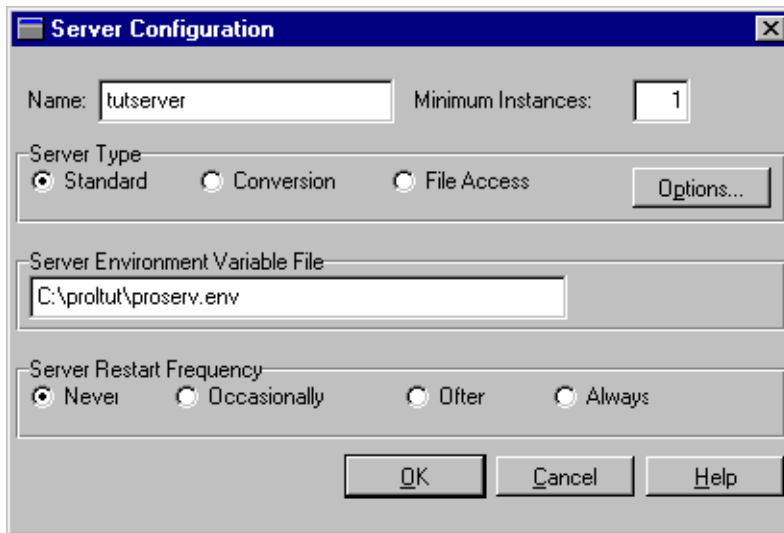 Server Configuration
Name: tutserver Minimum Instances: 1
Server Type
Standard Conversion File Access Options...
Server Environment Variable File
C:\proltut\proserv.env
Server Restart Frequency
Never Occasionally Ofter Always
OK Cancel Help